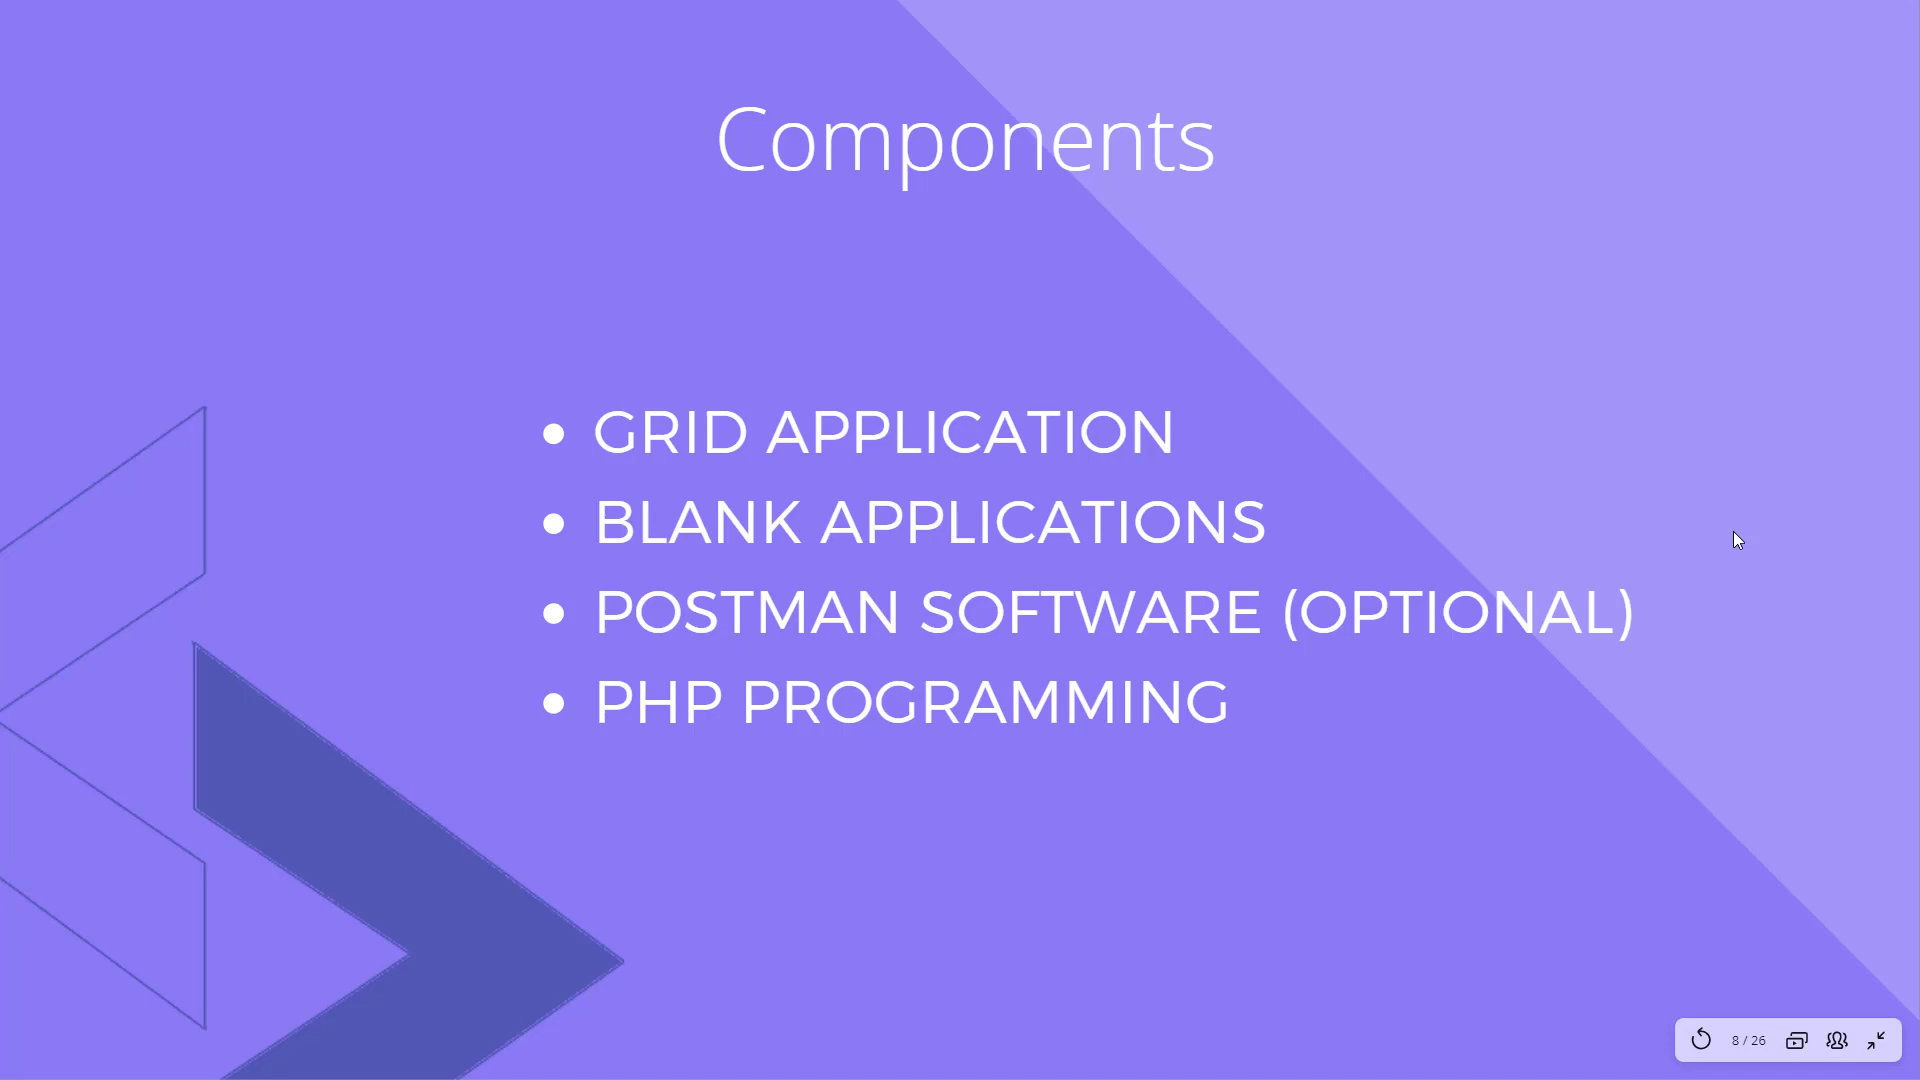 Components
• GRID APPLICATION
• BLANK APPLICATIONS
• POSTMAN SOFTWARE (OPTIONAL)
• PHP PROGRAMMING
8 / 26